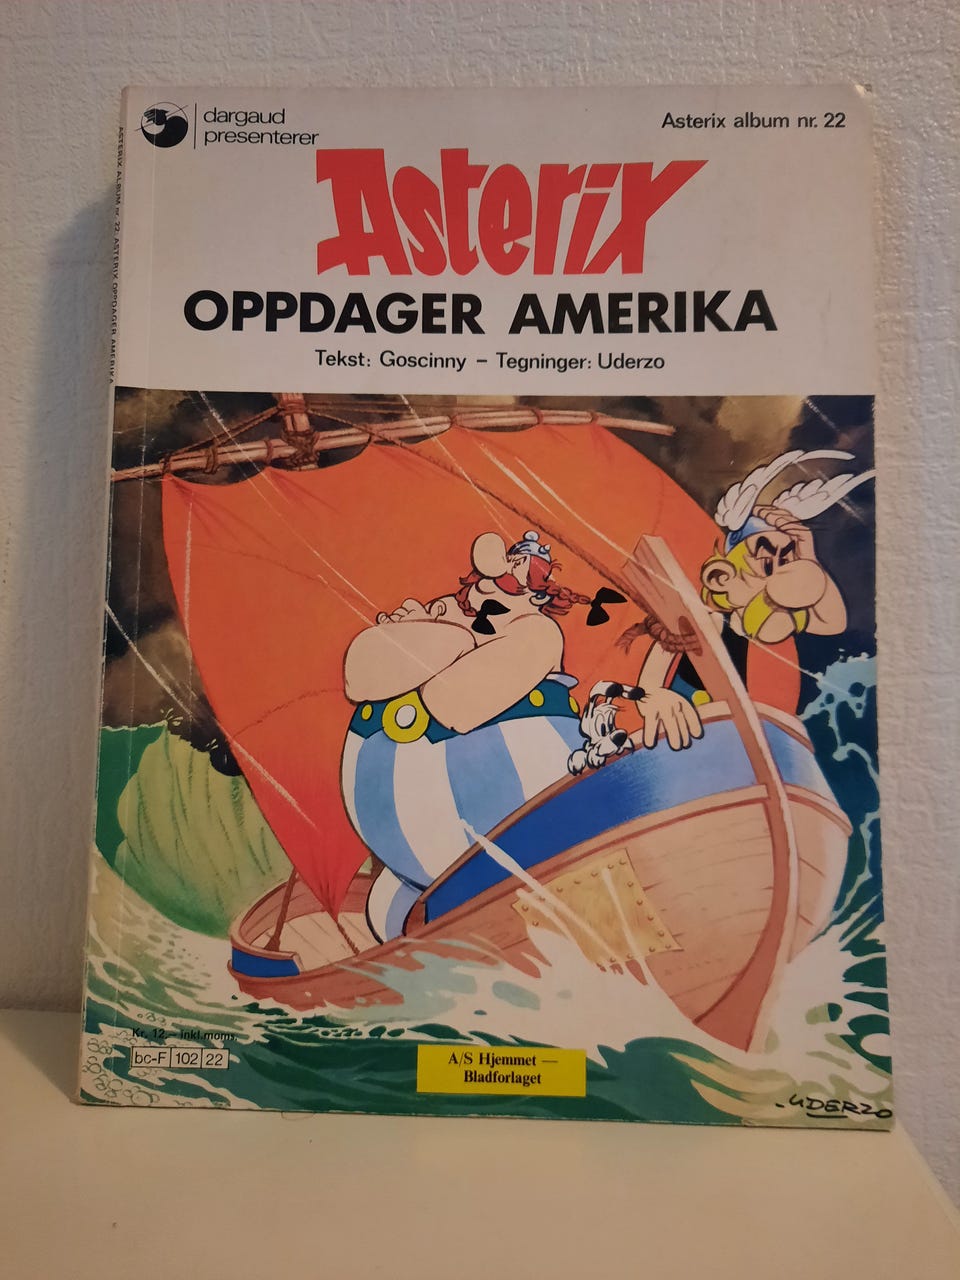 dargaud
presenterer
Asterix album nr. 22
Asterix
OPPDAGER AMERIKA
Tekst: Goscinny – Tegninger: Uderzo
ASTERIX ALBUM nr. 22. ASTERIX OPPDAGER AMERIKA
Kr. 12,– inkl.moms.
bc-F 102 22
A/S Hjemmet —
Bladforlaget
UDERZO